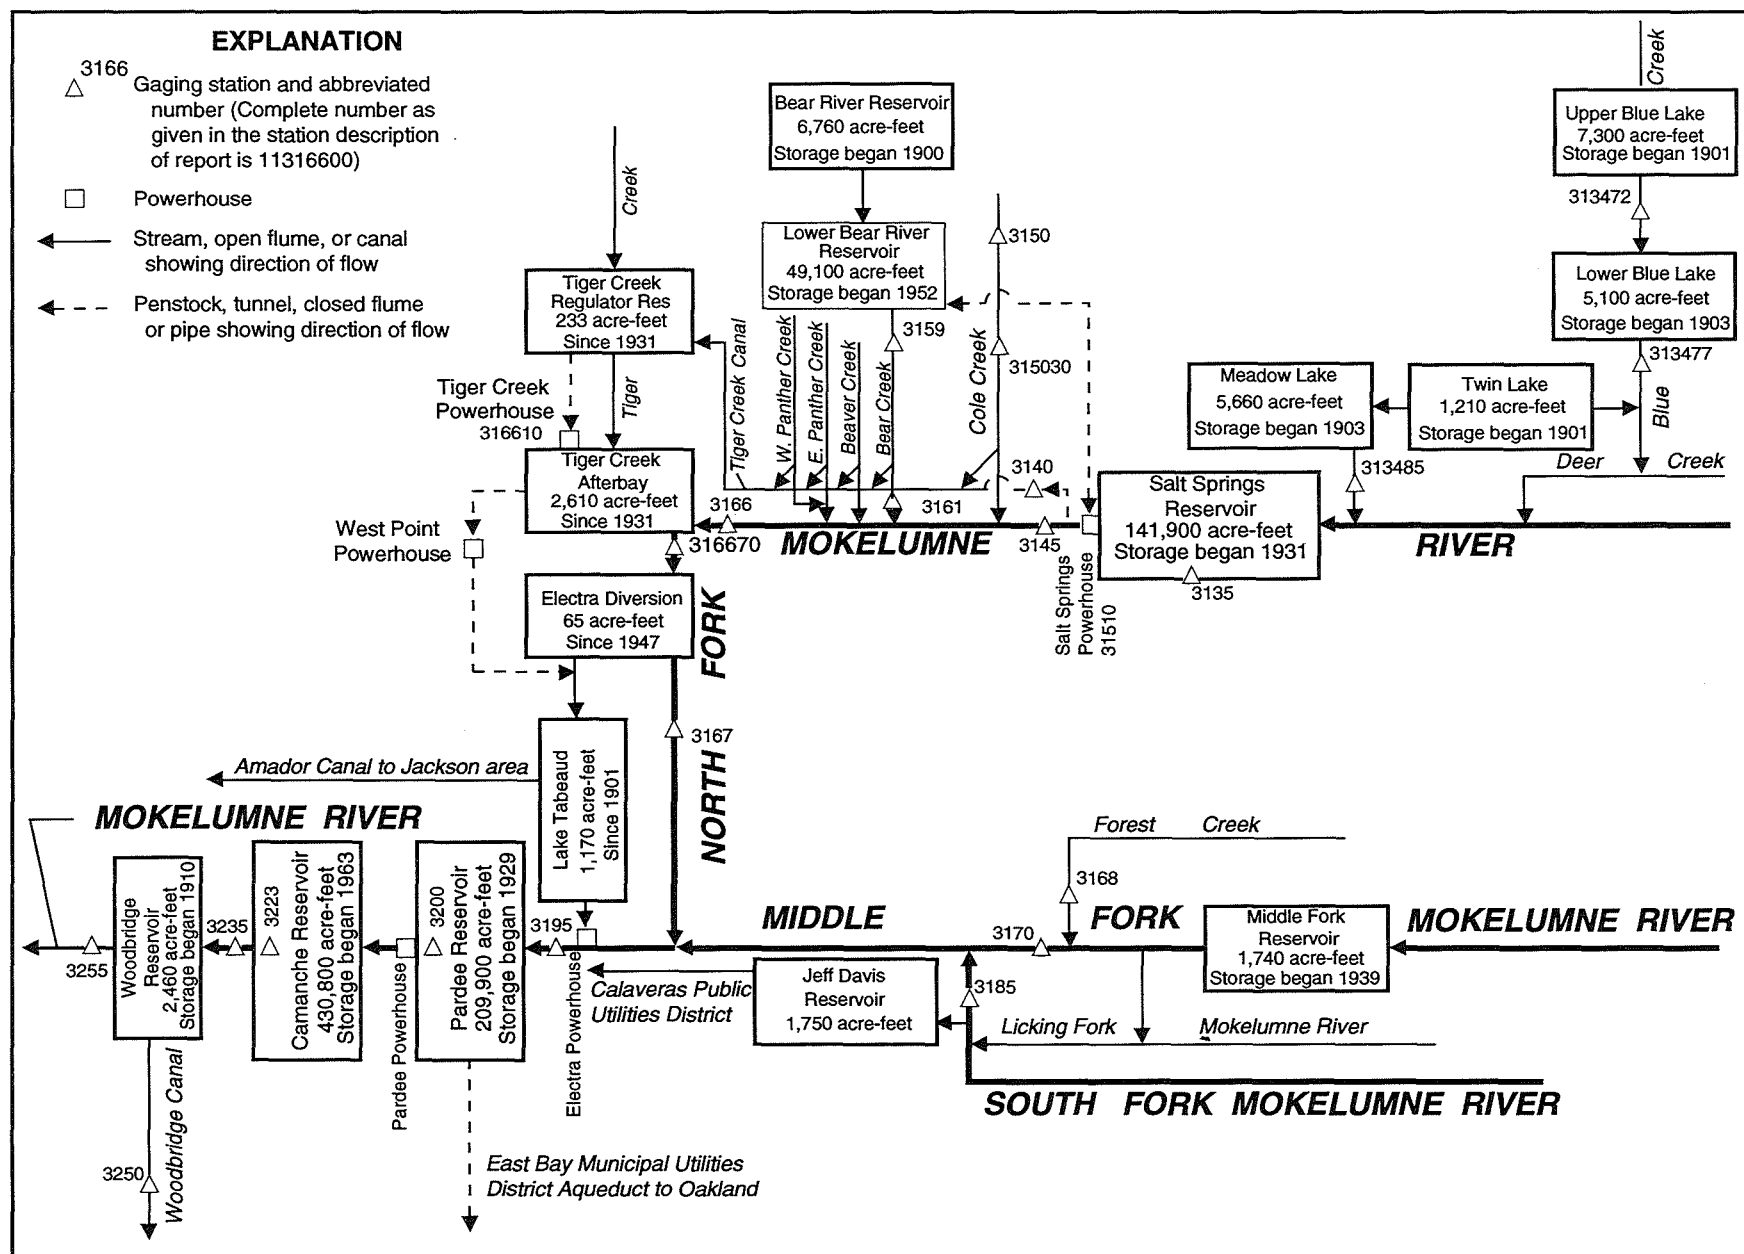 EXPLANATION
3166
Gaging station and abbreviated
number (Complete number as
given in the station description
of report is 11316600)
Powerhouse
Stream, open flume, or canal
showing direction of flow
Penstock, tunnel, closed flume
or pipe showing direction of flow
Creek
Tiger Creek
Regulator Res
233 acre-feet
Since 1931
Tiger Creek
Powerhouse
316610
Tiger
Tiger Creek
Afterbay
2,610 acre-feet
Since 1931
West Point
Powerhouse
316670
Electra Diversion
65 acre-feet
Since 1947
Bear River Reservoir
6,760 acre-feet
Storage began 1900
Lower Bear River
Reservoir
49,100 acre-feet
Storage began 1952
3159
Tiger Creek Canal
W. Panther Creek
E. Panther Creek
Beaver Creek
Bear Creek
Cole Creek
3150
315030
3140
3166
3161
3145
MOKELUMNE
Salt Springs
Powerhouse
31510
Salt Springs
Reservoir
141,900 acre-feet
Storage began 1931
3135
Creek
Upper Blue Lake
7,300 acre-feet
Storage began 1901
313472
Lower Blue Lake
5,100 acre-feet
Storage began 1903
313477
Blue
Meadow Lake
5,660 acre-feet
Storage began 1903
Twin Lake
1,210 acre-feet
Storage began 1901
313485
Deer Creek
RIVER
FORK
NORTH
3167
Lake Tabeaud
1,170 acre-feet
Since 1901
Amador Canal to Jackson area
MOKELUMNE RIVER
Woodbridge
Reservoir
2,460 acre-feet
Storage began 1910
3255
3235
3223
Camanche Reservoir
430,800 acre-feet
Storage began 1963
Pardee Powerhouse
3200
Pardee Reservoir
209,900 acre-feet
Storage began 1929
3195
Electra Powerhouse
3250
Woodbridge Canal
East Bay Municipal Utilities
District Aqueduct to Oakland
Calaveras Public
Utilities District
Jeff Davis
Reservoir
1,750 acre-feet
Forest Creek
3168
MIDDLE FORK
3170
Middle Fork
Reservoir
1,740 acre-feet
Storage began 1939
MOKELUMNE RIVER
3185
Licking Fork Mokelumne River
SOUTH FORK MOKELUMNE RIVER